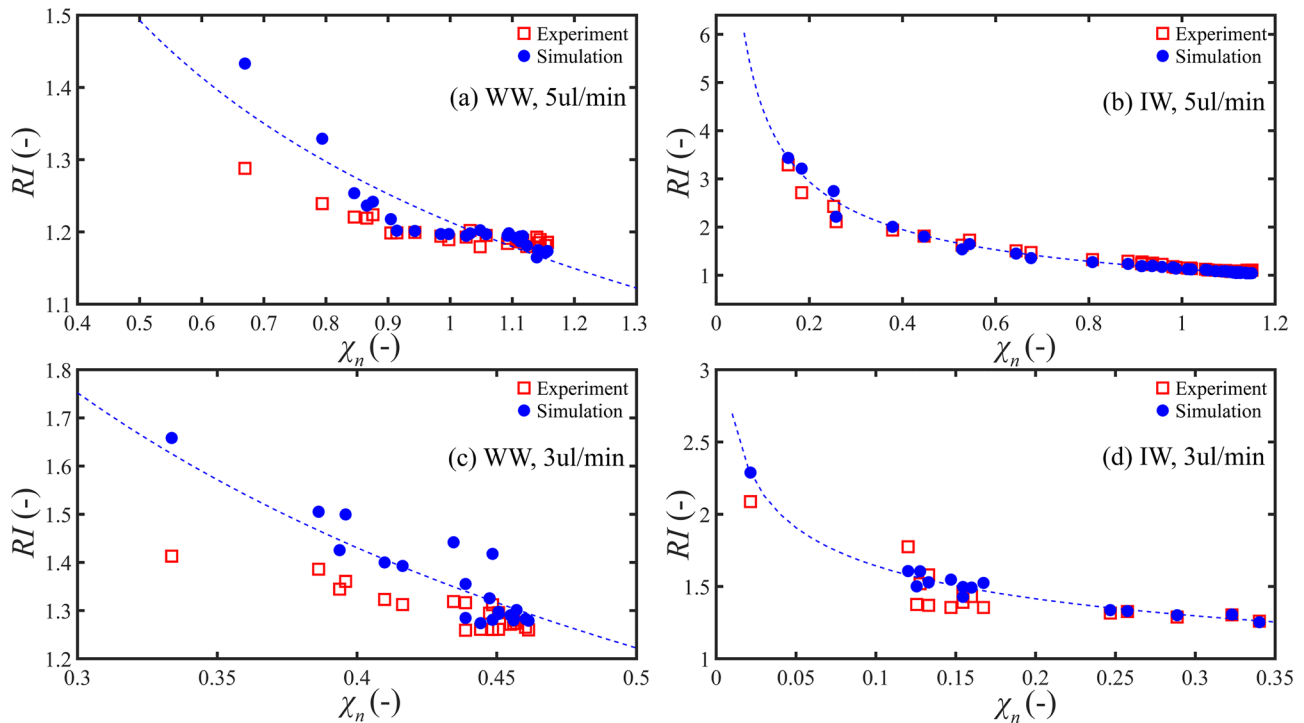 1.5
1.4
1.3
1.2
1.1
RI (-)
0.4 0.5 0.6 0.7 0.8 0.9 1 1.1 1.2 1.3
χn (-)
Experiment
Simulation
(a) WW, 5ul/min
6
5
4
3
2
1
RI (-)
0 0.2 0.4 0.6 0.8 1 1.2
χn (-)
Experiment
Simulation
(b) IW, 5ul/min
1.8
1.7
1.6
1.5
1.4
1.3
1.2
RI (-)
0.3 0.35 0.4 0.45 0.5
χn (-)
Experiment
Simulation
(c) WW, 3ul/min
3
2.5
2
1.5
1
RI (-)
0 0.05 0.1 0.15 0.2 0.25 0.3 0.35
χn (-)
Experiment
Simulation
(d) IW, 3ul/min